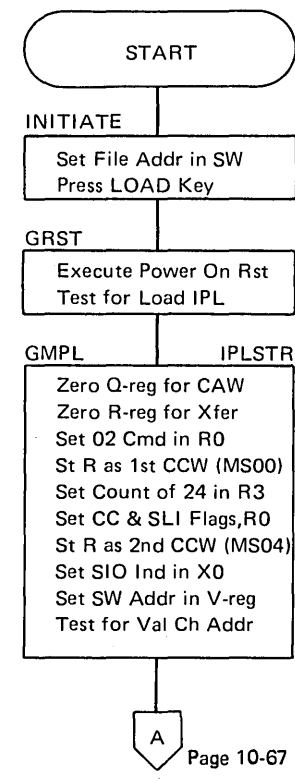 START
INITIATE
Set File Addr in SW
Press LOAD Key
GRST
Execute Power On Rst
Test for Load IPL
GMPL IPLSTR
Zero Q-reg for CAW
Zero R-reg for Xfer
Set 02 Cmd in R0
St R as 1st CCW (MS00)
Set Count of 24 in R3
Set CC & SLI Flags,R0
St R as 2nd CCW (MS04)
Set SIO Ind in X0
Set SW Addr in V-reg
Test for Val Ch Addr
A
Page 10-67